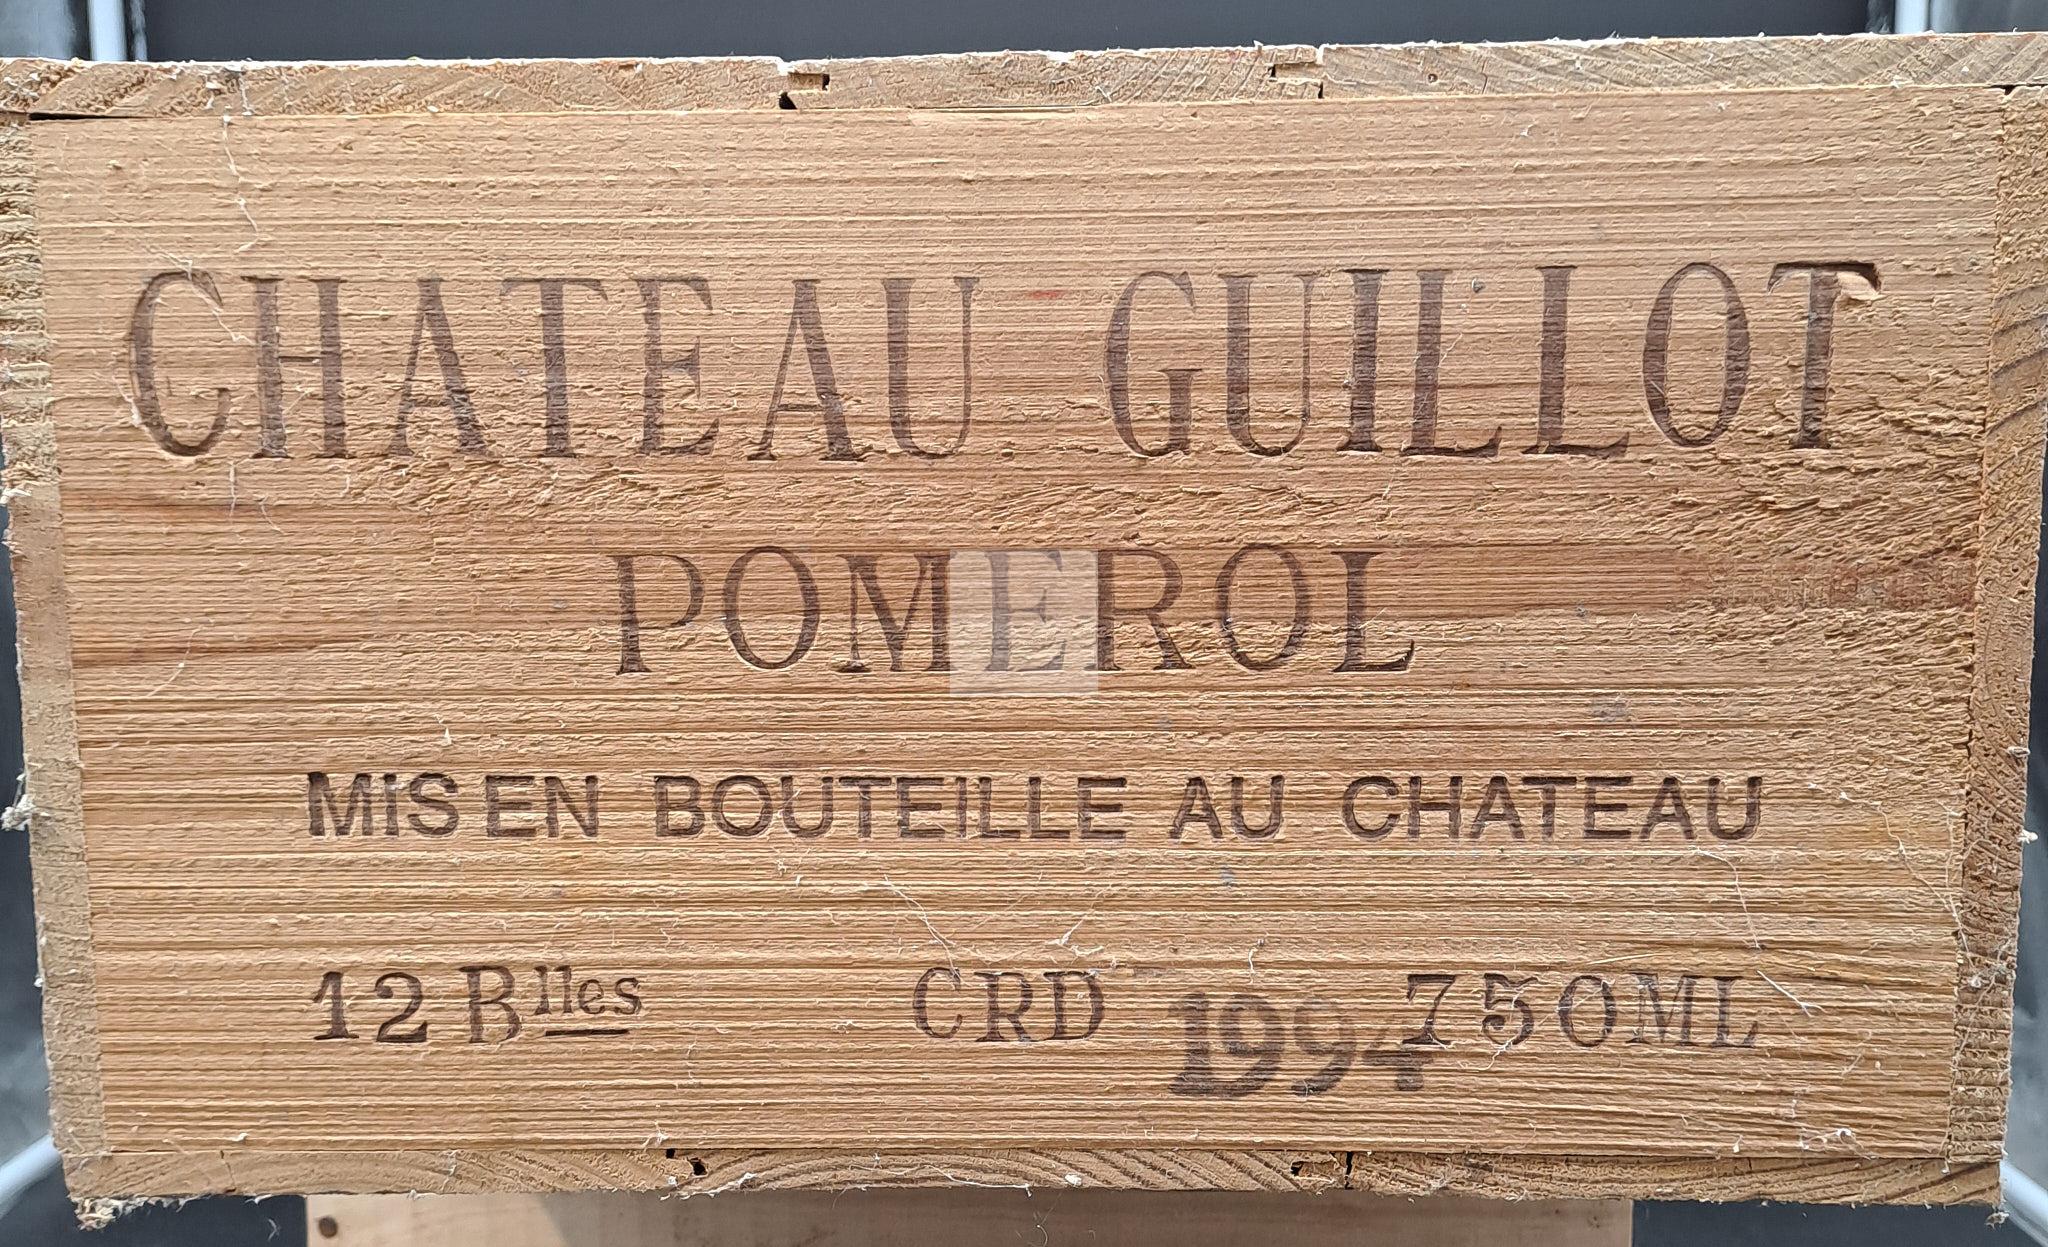 CHATEAU GUILLOT
POMEROL
MIS EN BOUTEILLE AU CHATEAU
12 Blles CRD 1994 750ML